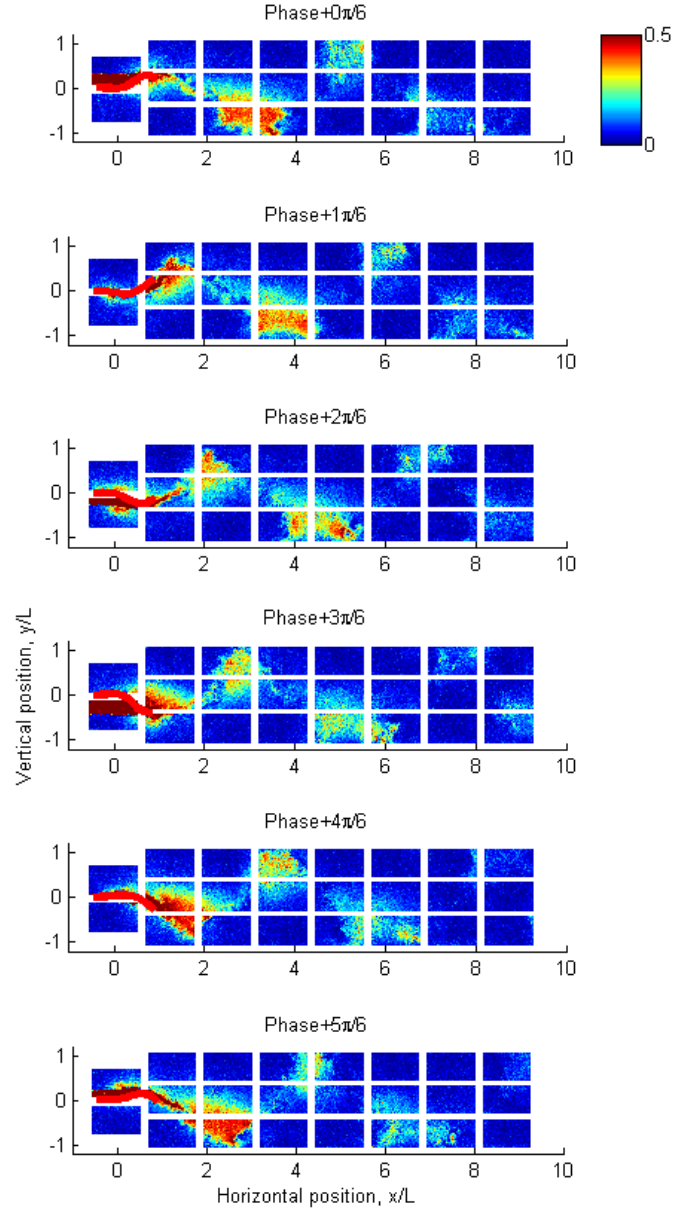 Phase+0π/6
1
0
-1
0 2 4 6 8 10
0.5
0
Phase+1π/6
1
0
-1
0 2 4 6 8 10
Phase+2π/6
1
0
-1
0 2 4 6 8 10
Vertical position, y/L
Phase+3π/6
1
0
-1
0 2 4 6 8 10
Phase+4π/6
1
0
-1
0 2 4 6 8 10
Phase+5π/6
1
0
-1
0 2 4 6 8 10
Horizontal position, x/L